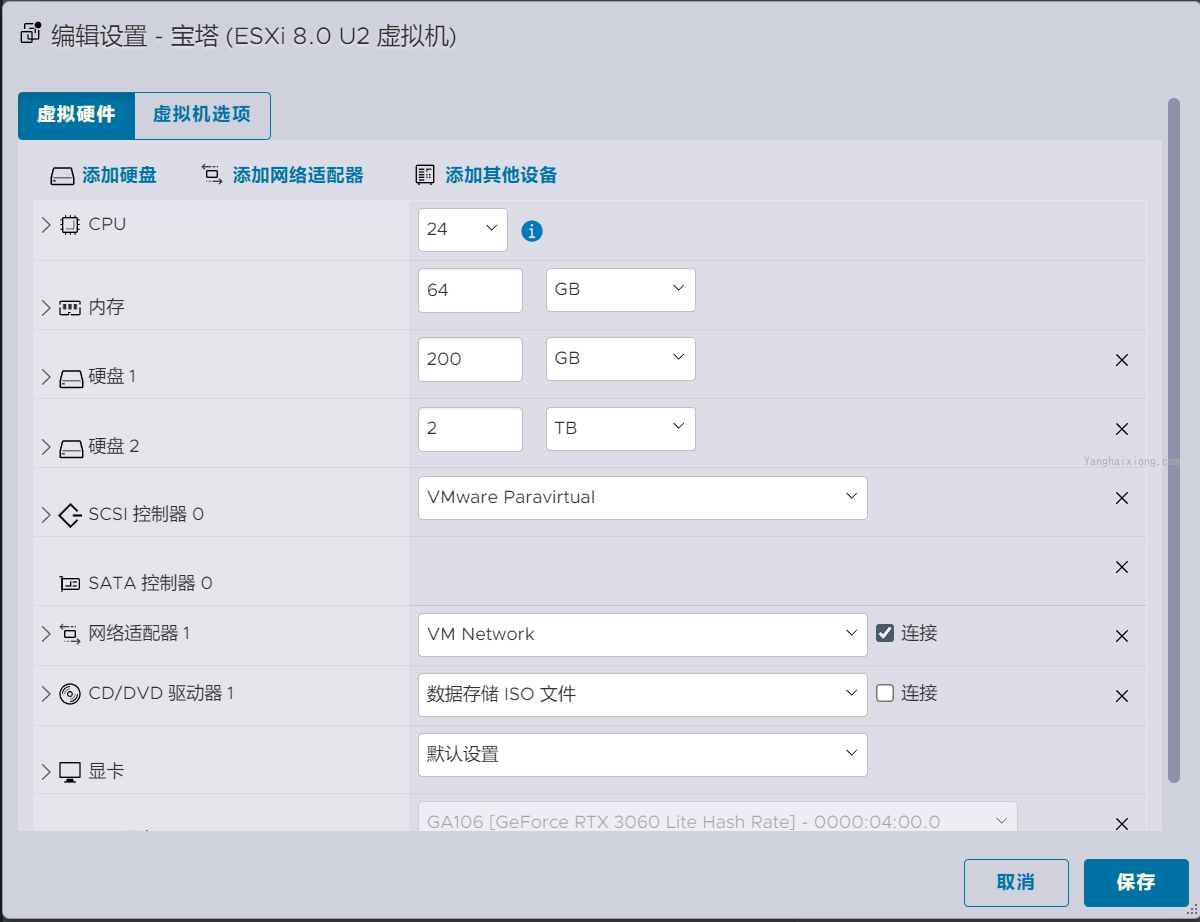 编辑设置 - 宝塔 (ESXi 8.0 U2 虚拟机)
虚拟硬件 虚拟机选项
添加硬盘 添加网络适配器 添加其他设备
CPU 24
内存 64 GB
硬盘 1 200 GB
硬盘 2 2 TB
Yanghaixiong.com
SCSI 控制器 0 VMware Paravirtual
SATA 控制器 0
网络适配器 1 VM Network 连接
CD/DVD 驱动器 1 数据存储 ISO 文件 连接
显卡 默认设置
GA106 [GeForce RTX 3060 Lite Hash Rate] - 0000:04:00.0
取消 保存